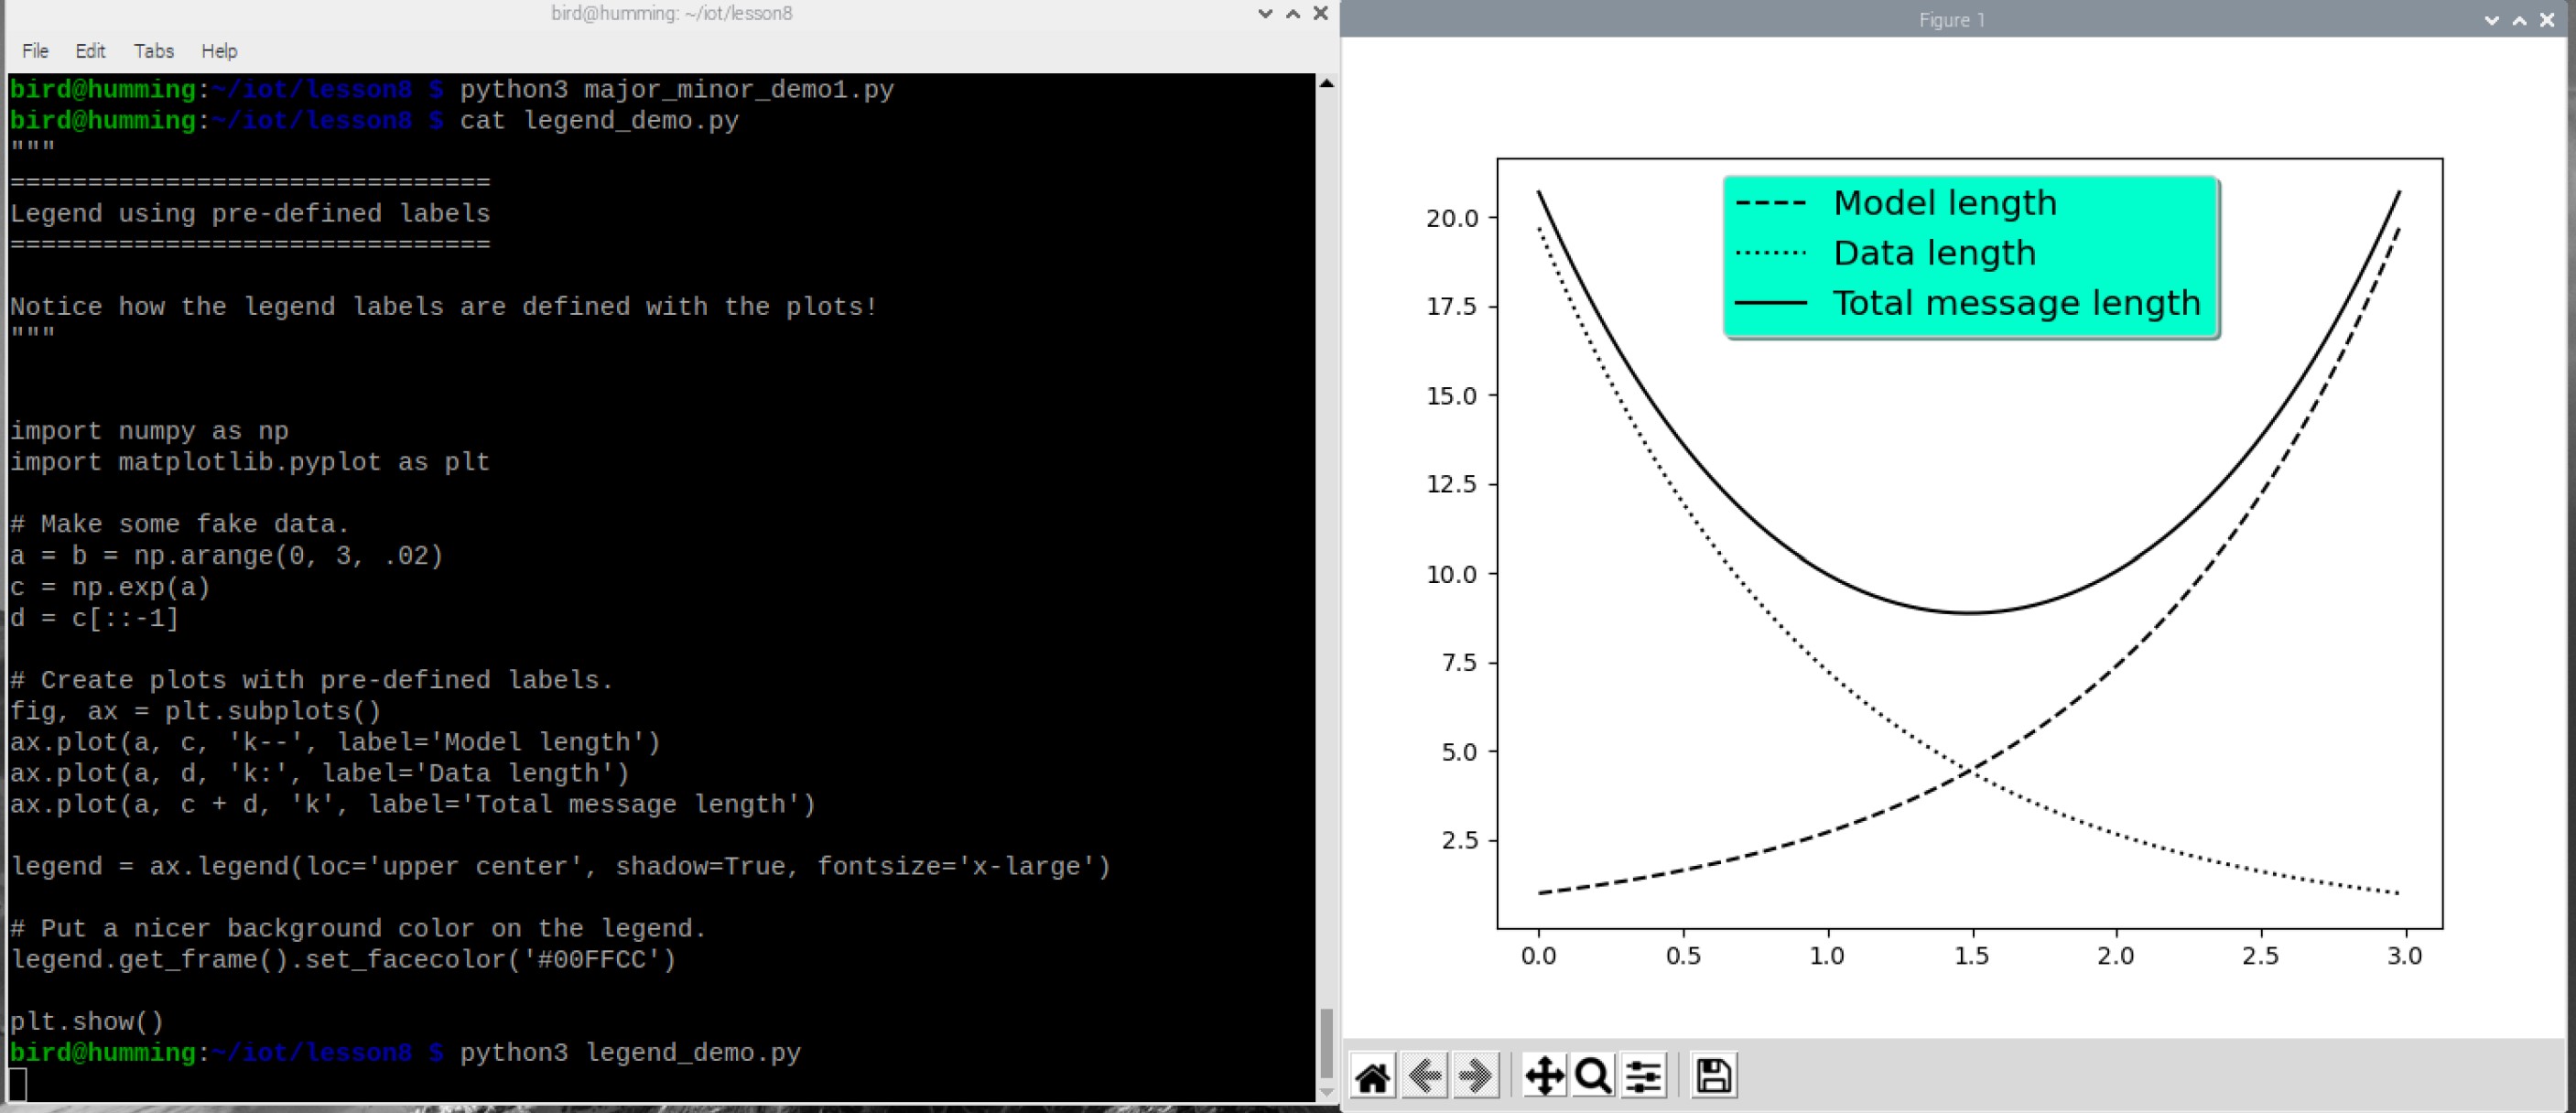 bird@humming: ~/iot/lesson8
File Edit Tabs Help
bird@humming:~/iot/lesson8 $ python3 major_minor_demo1.py
bird@humming:~/iot/lesson8 $ cat legend_demo.py
"""
===============================
Legend using pre-defined labels
===============================
Notice how the legend labels are defined with the plots!
"""
import numpy as np
import matplotlib.pyplot as plt
# Make some fake data.
a = b = np.arange(0, 3, .02)
c = np.exp(a)
d = c[::-1]
# Create plots with pre-defined labels.
fig, ax = plt.subplots()
ax.plot(a, c, 'k--', label='Model length')
ax.plot(a, d, 'k:', label='Data length')
ax.plot(a, c + d, 'k', label='Total message length')
legend = ax.legend(loc='upper center', shadow=True, fontsize='x-large')
# Put a nicer background color on the legend.
legend.get_frame().set_facecolor('#00FFCC')
plt.show()
bird@humming:~/iot/lesson8 $ python3 legend_demo.py
Figure 1
Model length
Data length
Total message length
20.0
17.5
15.0
12.5
10.0
7.5
5.0
2.5
0.0 0.5 1.0 1.5 2.0 2.5 3.0